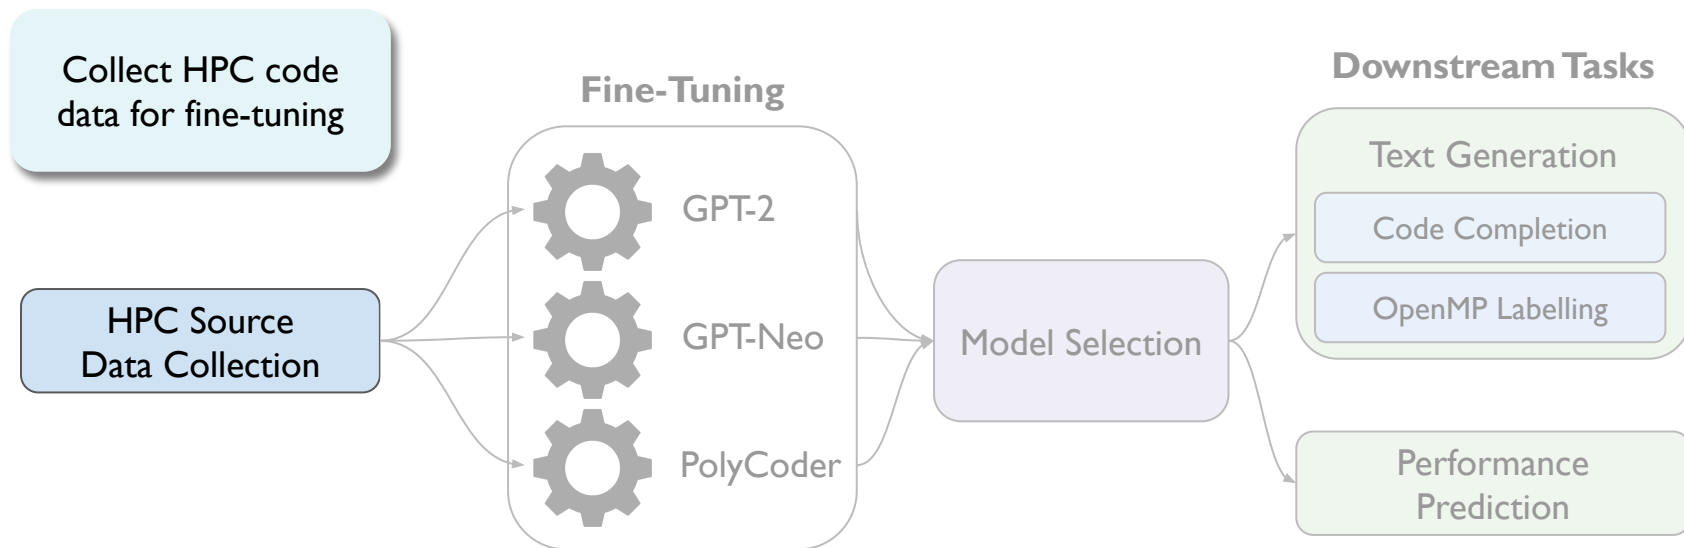 Collect HPC code
data for fine-tuning
HPC Source
Data Collection
Fine-Tuning
GPT-2
GPT-Neo
PolyCoder
Model Selection
Downstream Tasks
Text Generation
Code Completion
OpenMP Labelling
Performance
Prediction